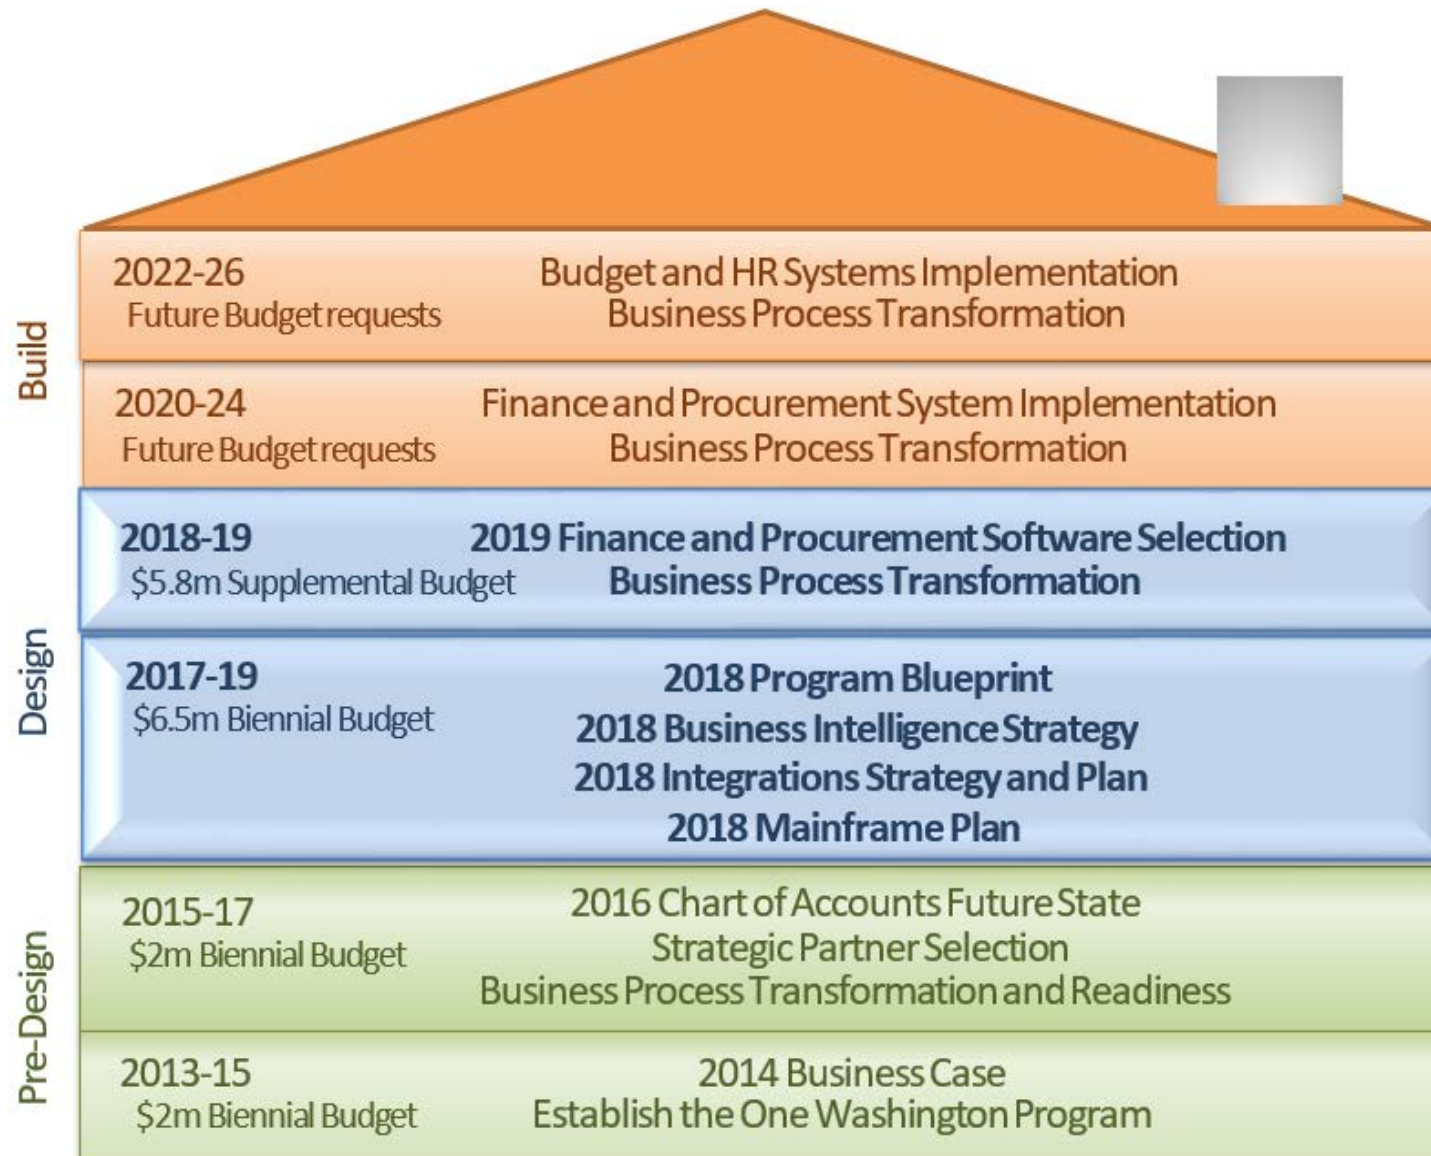 Build
2022-26
Future Budget requests
Budget and HR Systems Implementation
Business Process Transformation
2020-24
Future Budget requests
Finance and Procurement System Implementation
Business Process Transformation
Design
2018-19
$5.8m Supplemental Budget
2019 Finance and Procurement Software Selection
Business Process Transformation
2017-19
$6.5m Biennial Budget
2018 Program Blueprint
2018 Business Intelligence Strategy
2018 Integrations Strategy and Plan
2018 Mainframe Plan
Pre-Design
2015-17
$2m Biennial Budget
2016 Chart of Accounts Future State
Strategic Partner Selection
Business Process Transformation and Readiness
2013-15
$2m Biennial Budget
2014 Business Case
Establish the One Washington Program